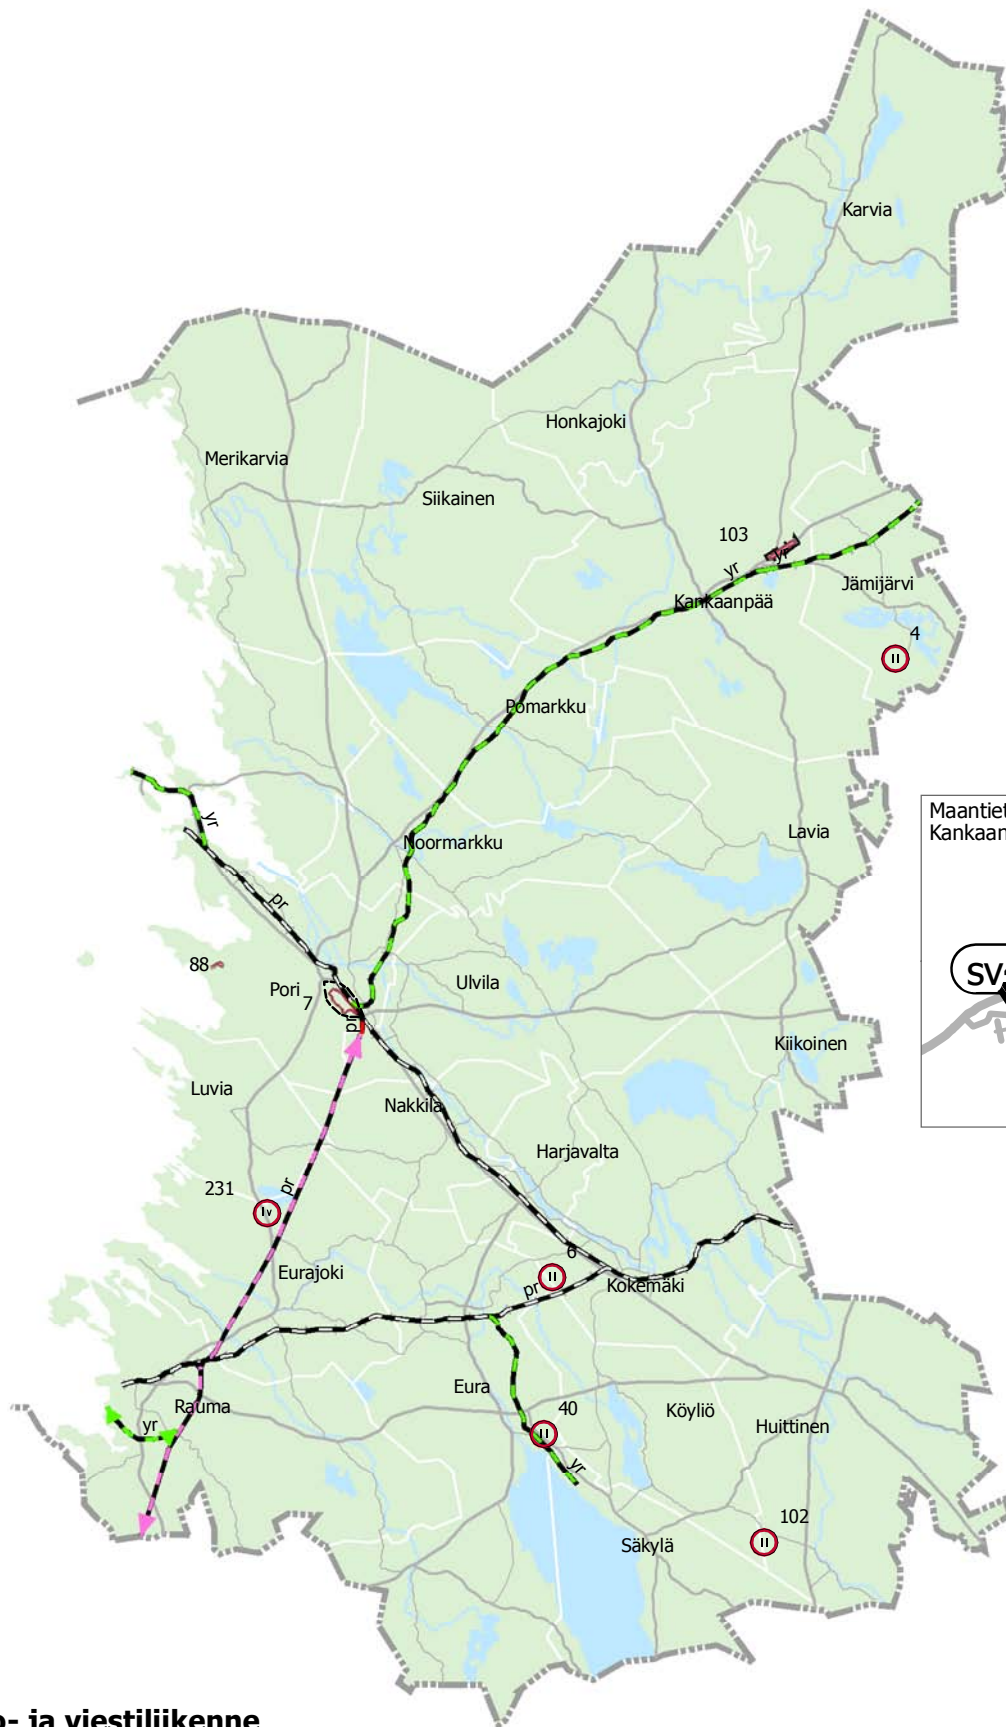 Karvia
Honkajoki
Merikarvia
Siikainen
103
yr
yr
Jämijärvi
Kankaanpää
4
II
Pomarkku
yr
Lavia
Noormarkku
Maantiet
Kankaan
pr
88
Ulvila
Pori
7
sv
pr
Kiikoinen
Luvia
Nakkila
Harjavalta
231
pr
Iv
6
Eurajoki
II
pr
Kokemäki
Eura
Rauma
40
Köyliö
yr
Huittinen
II
yr
102
Säkylä
II
o- ja viestiliikenne